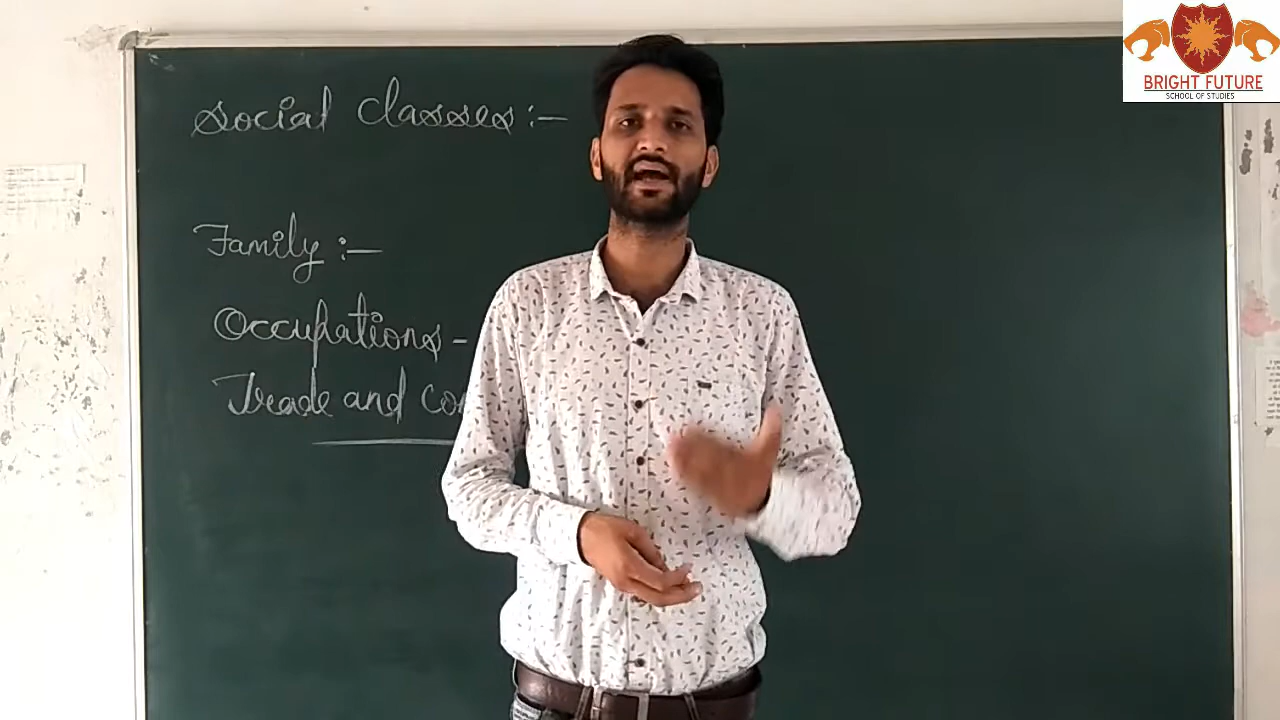 Social Classes :-
Family :-
Occupations -
Trade and
BRIGHT FUTURE
SCHOOL OF STUDIES